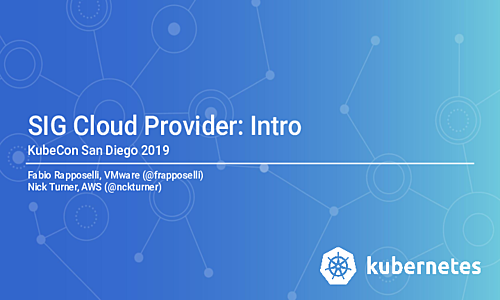 SIG Cloud Provider: Intro
KubeCon San Diego 2019
Fabio Rapposelli, VMware (@frapposelli)
Nick Turner, AWS (@nckturner)
kubernetes